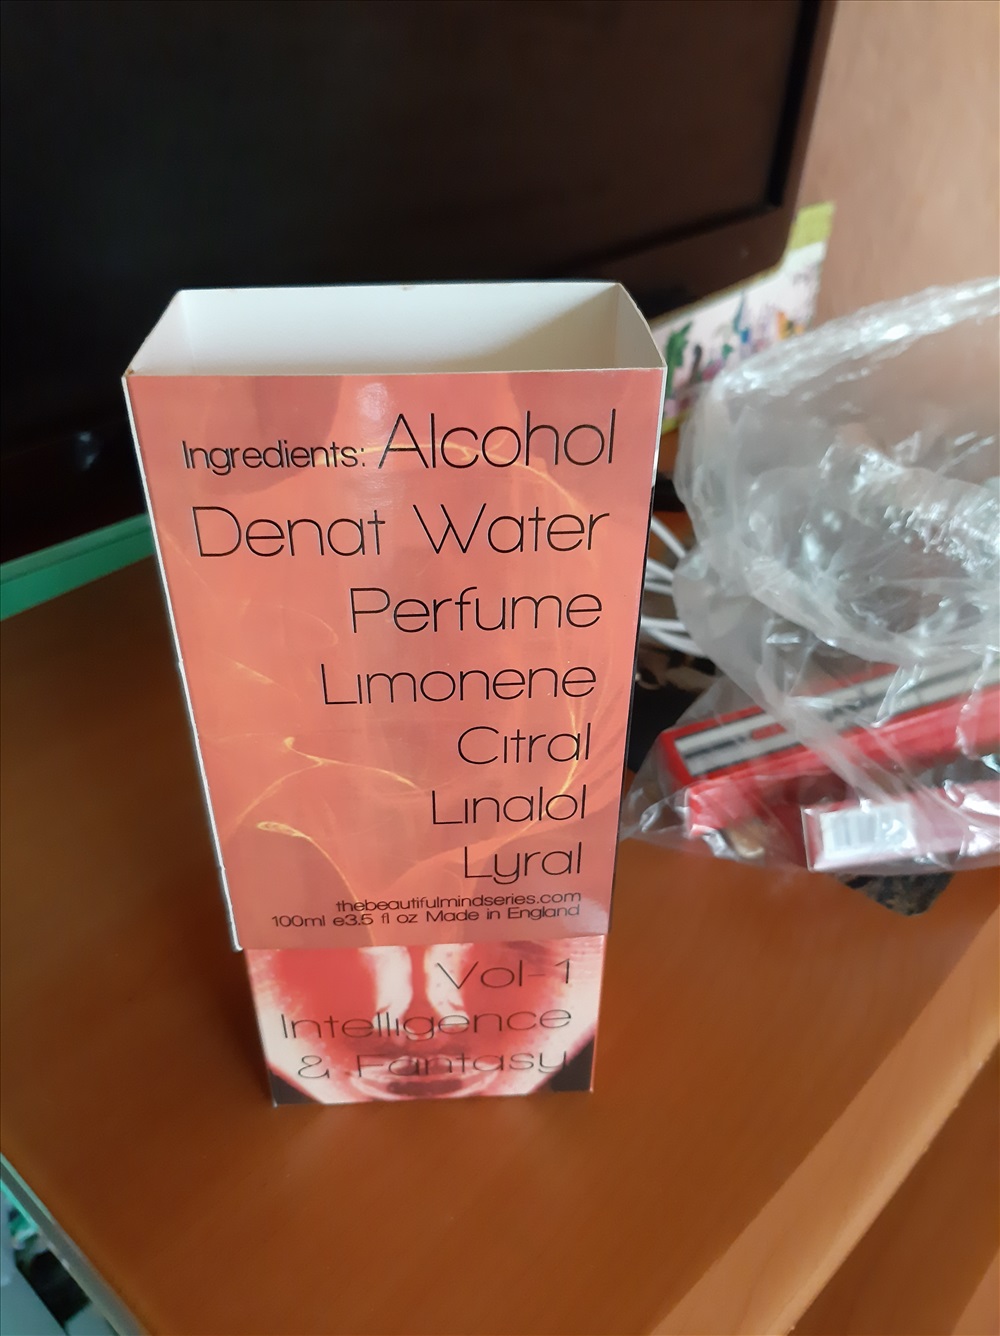 Ingredients: Alcohol
Denat Water
Perfume
Limonene
Citral
Linalol
Lyral
thebeautifulmindseries.com
100ml e3.5 fl oz Made in England
Vol-1
Intelligence
& Fantasy